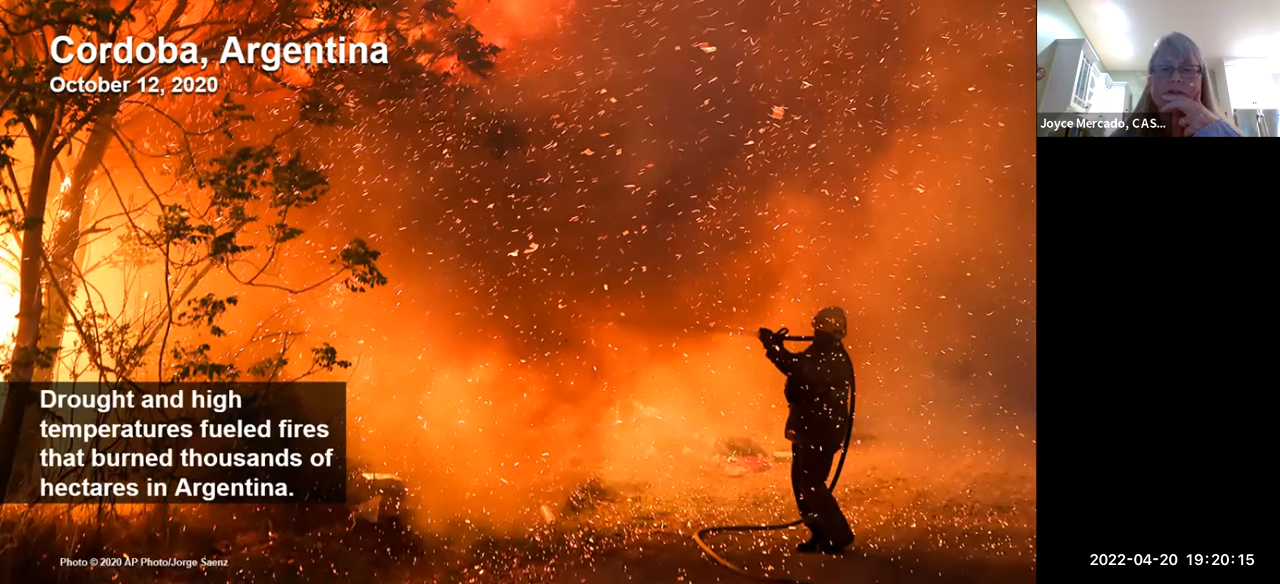 Cordoba, Argentina
October 12, 2020
Joyce Mercado, CAS...
Drought and high
temperatures fueled fires
that burned thousands of
hectares in Argentina.
Photo © 2020 AP Photo/Jorge Saenz
2022-04-20 19:20:15